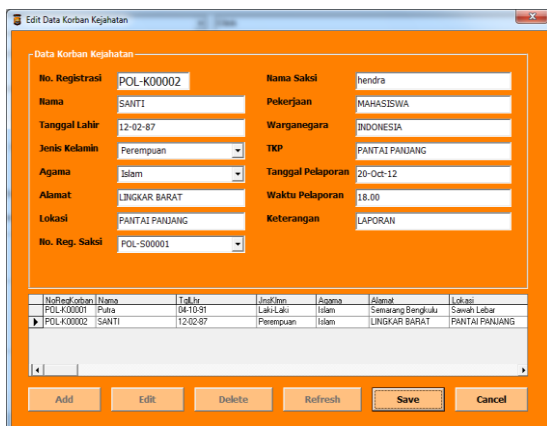 Edit Data Korban Kejahatan
Data Korban Kejahatan
No. Registrasi POL-K00002 Nama Saksi hendra
Nama SANTI Pekerjaan MAHASISWA
Tanggal Lahir 12-02-87 Warganegara INDONESIA
Jenis Kelamin Perempuan TKP PANTAI PANJANG
Agama Islam Tanggal Pelaporan 20-Oct-12
Alamat LINGKAR BARAT Waktu Pelaporan 18.00
Lokasi PANTAI PANJANG Keterangan LAPORAN
No. Reg. Saksi POL-S00001
NoRegKorban Nama TglLhr JnsKlmn Agama Alamat Lokasi
POL-K00001 Putra 04-10-91 Laki-Laki Islam Semarang Bengkulu Sawah Lebar
POL-K00002 SANTI 12-02-87 Perempuan Islam LINGKAR BARAT PANTAI PANJANG
Add Edit Delete Refresh Save Cancel